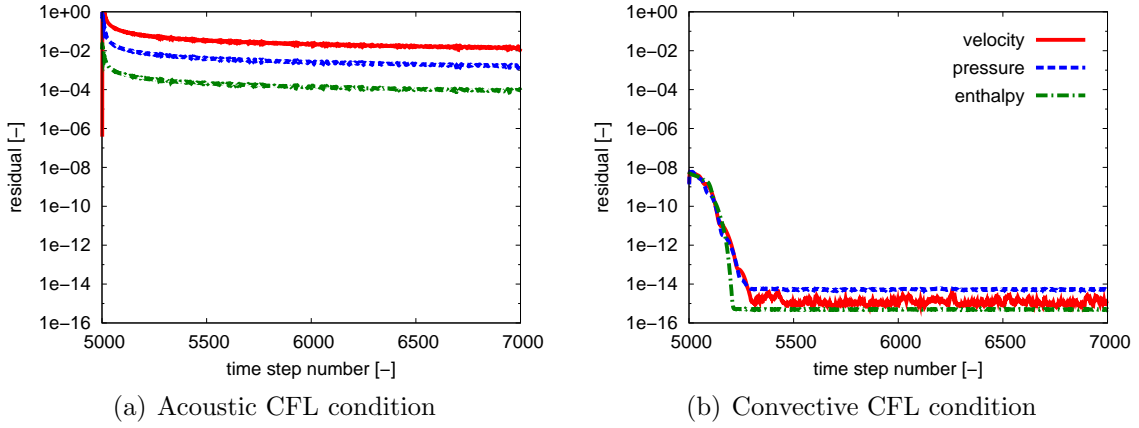 1e+00
1e−02
1e−04
1e−06
1e−08
1e−10
1e−12
1e−14
1e−16
residual [−]
5000 5500 6000 6500 7000
time step number [−]
(a) Acoustic CFL condition
1e+00
1e−02
1e−04
1e−06
1e−08
1e−10
1e−12
1e−14
1e−16
residual [−]
velocity
pressure
enthalpy
5000 5500 6000 6500 7000
time step number [−]
(b) Convective CFL condition